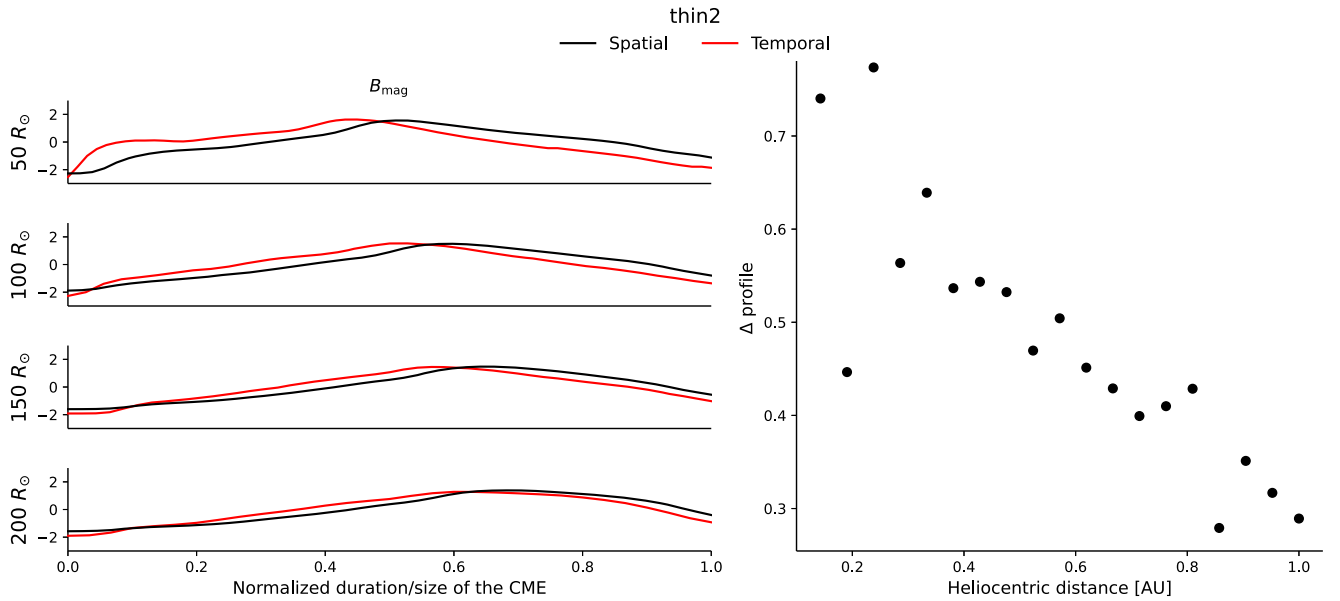 thin2
Spatial Temporal
B_mag
50 R_⊙
2
0
−2
100 R_⊙
2
0
−2
150 R_⊙
2
0
−2
200 R_⊙
2
0
−2
0.0 0.2 0.4 0.6 0.8 1.0
Normalized duration/size of the CME
Δ profile
0.7
0.6
0.5
0.4
0.3
0.2 0.4 0.6 0.8 1.0
Heliocentric distance [AU]